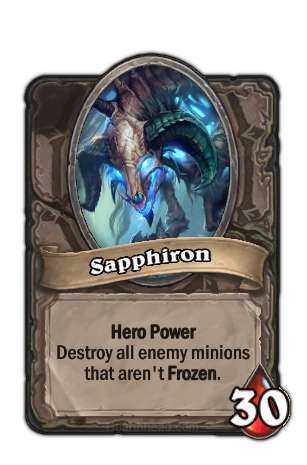 Sapphiron
Hero Power
Destroy all enemy minions
that aren't Frozen.
30